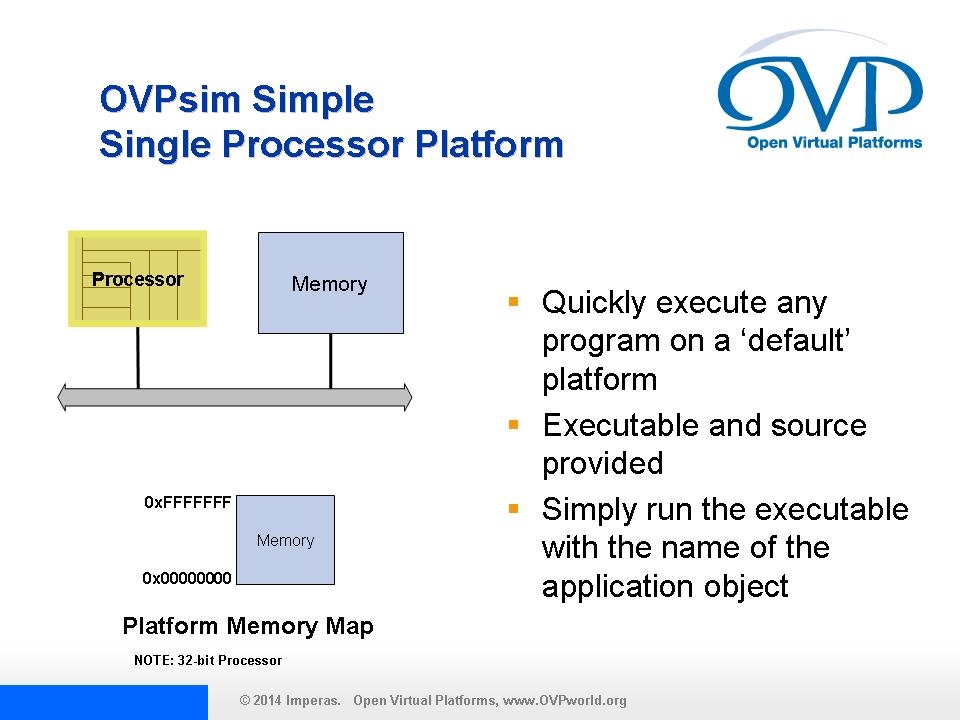 OVPsim Simple
Single Processor Platform
OVP
Open Virtual Platforms
Processor
Memory
▪ Quickly execute any
program on a ‘default’
platform
▪ Executable and source
provided
▪ Simply run the executable
with the name of the
application object
0xFFFFFFF
Memory
0x00000000
Platform Memory Map
NOTE: 32-bit Processor
© 2014 Imperas. Open Virtual Platforms, www.OVPworld.org